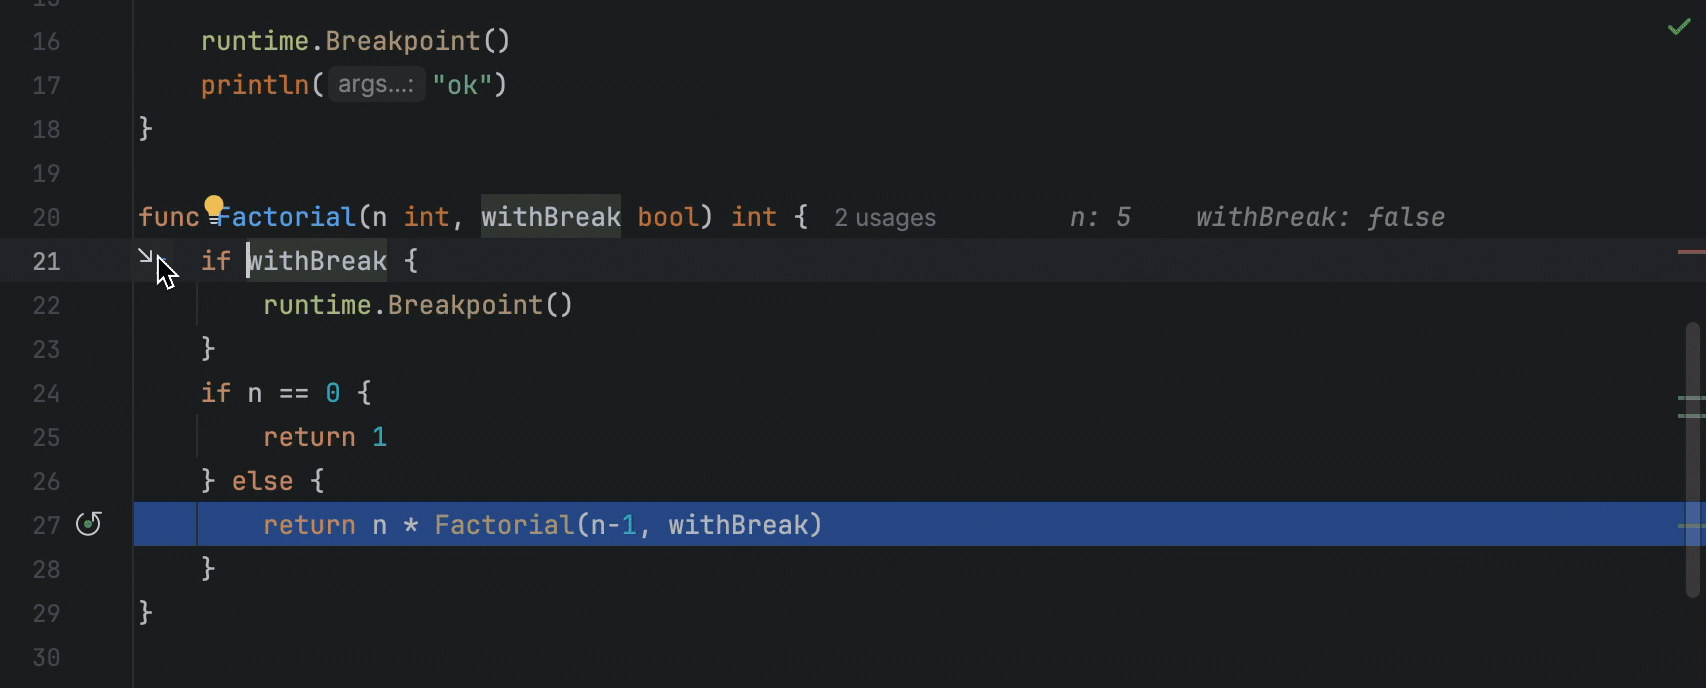 16 runtime.Breakpoint()
17 println( args...: "ok")
18 }
19
20 func Factorial(n int, withBreak bool) int { 2 usages n: 5 withBreak: false
21 if withBreak {
22 runtime.Breakpoint()
23 }
24 if n == 0 {
25 return 1
26 } else {
27 return n * Factorial(n-1, withBreak)
28 }
29 }
30